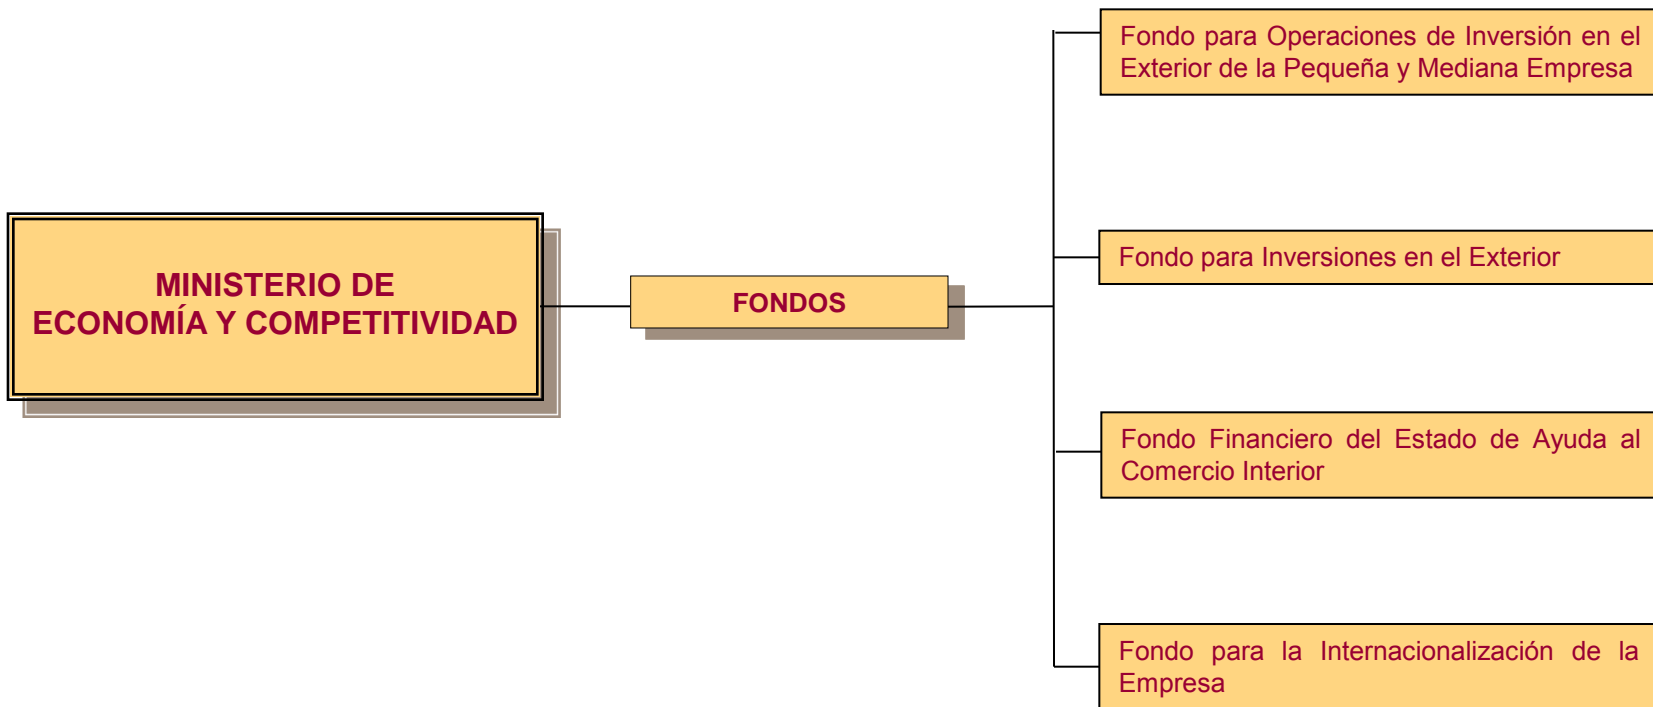 Fondo para Operaciones de Inversión en el
Exterior de la Pequeña y Mediana Empresa
Fondo para Inversiones en el Exterior
MINISTERIO DE
ECONOMÍA Y COMPETITIVIDAD
FONDOS
Fondo Financiero del Estado de Ayuda al
Comercio Interior
Fondo para la Internacionalización de la
Empresa